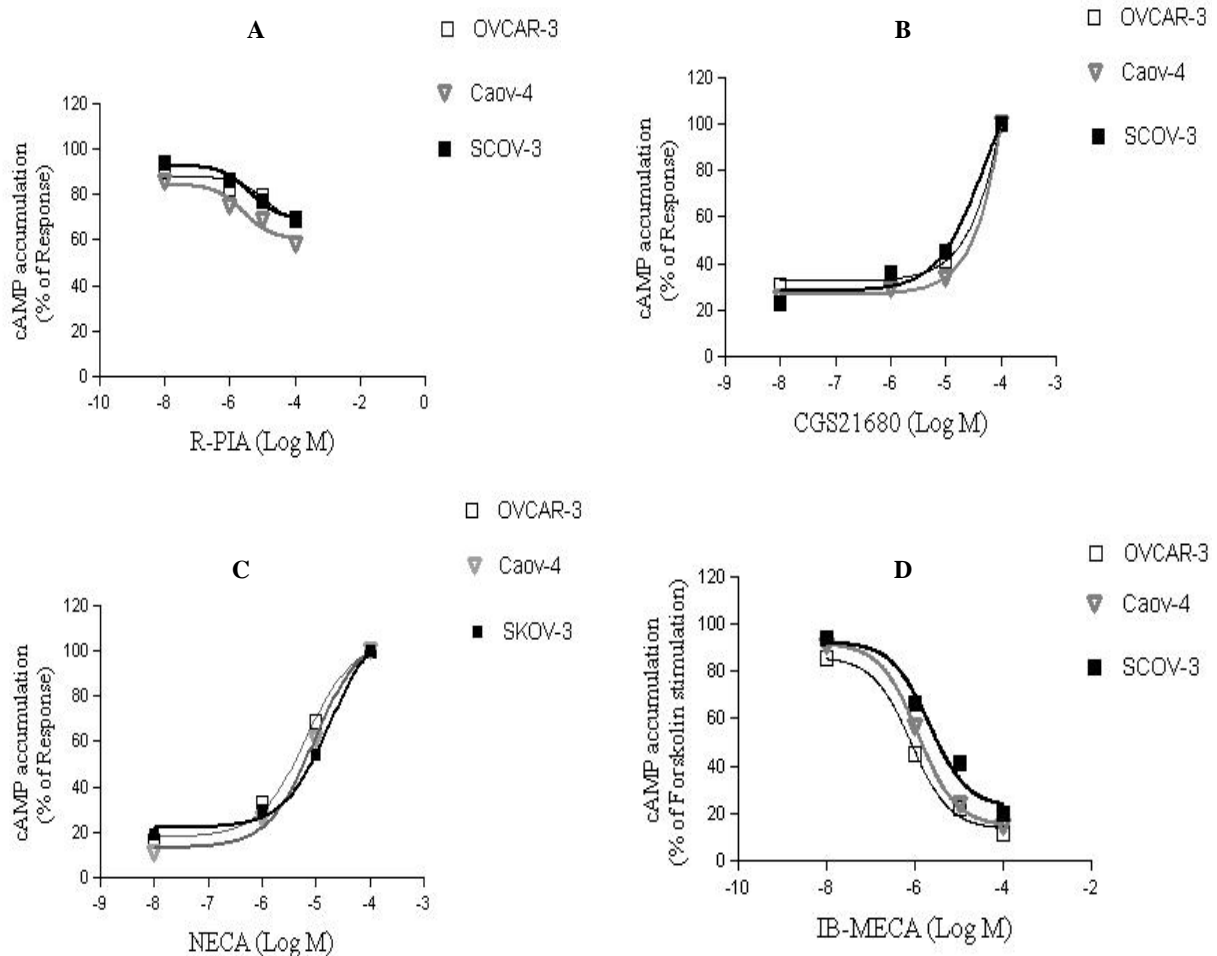 A
OVCAR-3
Caov-4
SCOV-3
cAMP accumulation
(% of Response)
120
100
80
60
40
20
0
-10 -8 -6 -4 -2 0
R-PIA (Log M)
B
OVCAR-3
Caov-4
SCOV-3
cAMP accumulation
(% of Response)
120
100
80
60
40
20
0
-9 -8 -7 -6 -5 -4 -3
CGS21680 (Log M)
C
OVCAR-3
Caov-4
SKOV-3
cAMP accumulation
(% of Response)
120
100
80
60
40
20
0
-9 -8 -7 -6 -5 -4 -3
NECA (Log M)
D
OVCAR-3
Caov-4
SCOV-3
cAMP accumulation
(% of Forskolin stimulation)
120
100
80
60
40
20
0
-10 -8 -6 -4 -2
IB-MECA (Log M)